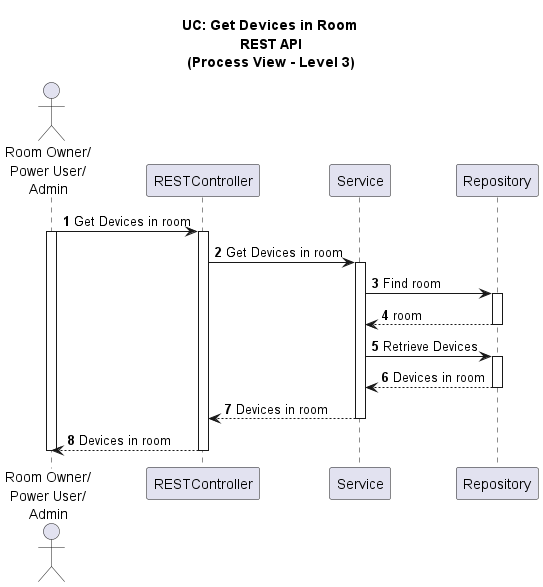 UC: Get Devices in Room
REST API
(Process View - Level 3)
Room Owner/
Power User/
Admin
RESTController
Service
Repository
1 Get Devices in room
2 Get Devices in room
3 Find room
4 room
5 Retrieve Devices
6 Devices in room
7 Devices in room
8 Devices in room
Room Owner/
Power User/
Admin
RESTController
Service
Repository